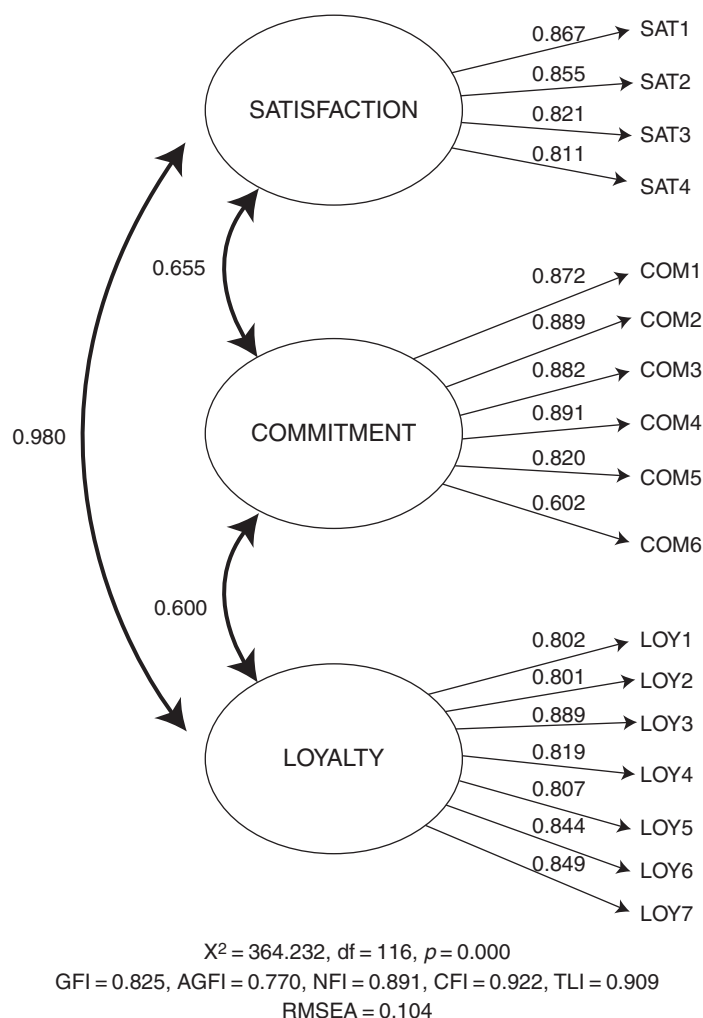 0.867
SAT1
0.855
SAT2
SATISFACTION
0.821
SAT3
0.811
SAT4
0.655
0.872
COM1
0.889
COM2
0.882
COM3
0.980
COMMITMENT
0.891
COM4
0.820
COM5
0.602
COM6
0.600
0.802
LOY1
0.801
LOY2
0.889
LOY3
LOYALTY
0.819
LOY4
0.807
LOY5
0.844
LOY6
0.849
LOY7
X² = 364.232, df = 116, p = 0.000
GFI = 0.825, AGFI = 0.770, NFI = 0.891, CFI = 0.922, TLI = 0.909
RMSEA = 0.104